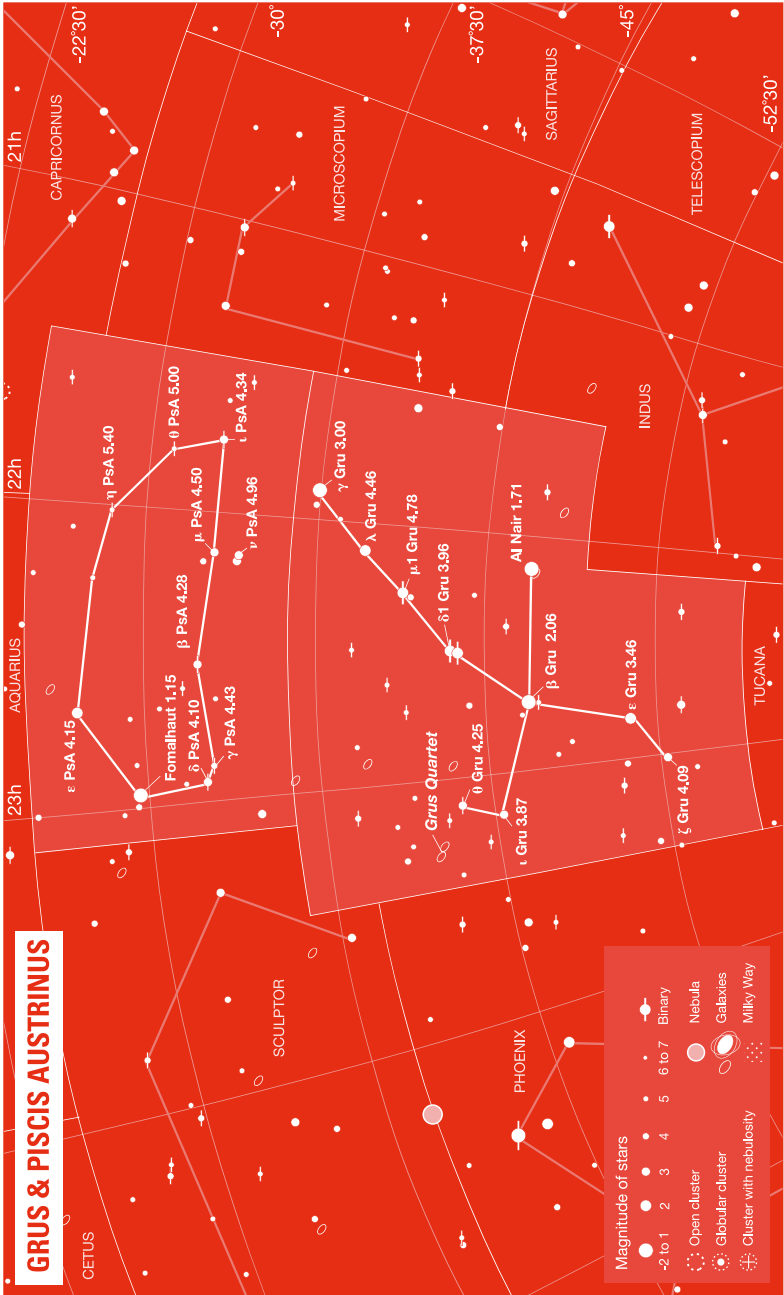 GRUS & PISCIS AUSTRINUS
23h
22h
21h
-22°30'
-30°
-37°30'
-45°
-52°30'
AQUARIUS
CAPRICORNUS
MICROSCOPIUM
SAGITTARIUS
TELESCOPIUM
INDUS
TUCANA
CETUS
SCULPTOR
PHOENIX
ε PsA 4.15
η PsA 5.40
θ PsA 5.00
ι PsA 4.34
μ PsA 4.50
ν PsA 4.96
β PsA 4.28
Fomalhaut 1.15
δ PsA 4.10
γ PsA 4.43
γ Gru 3.00
λ Gru 4.46
μ1 Gru 4.78
δ1 Gru 3.96
Al Nair 1.71
β Gru 2.06
Grus Quartet
θ Gru 4.25
ι Gru 3.87
ε Gru 3.46
ζ Gru 4.09
Magnitude of stars
-2 to 1 2 3 4 5 6 to 7 Binary
Open cluster Nebula
Globular cluster Galaxies
Cluster with nebulosity Milky Way